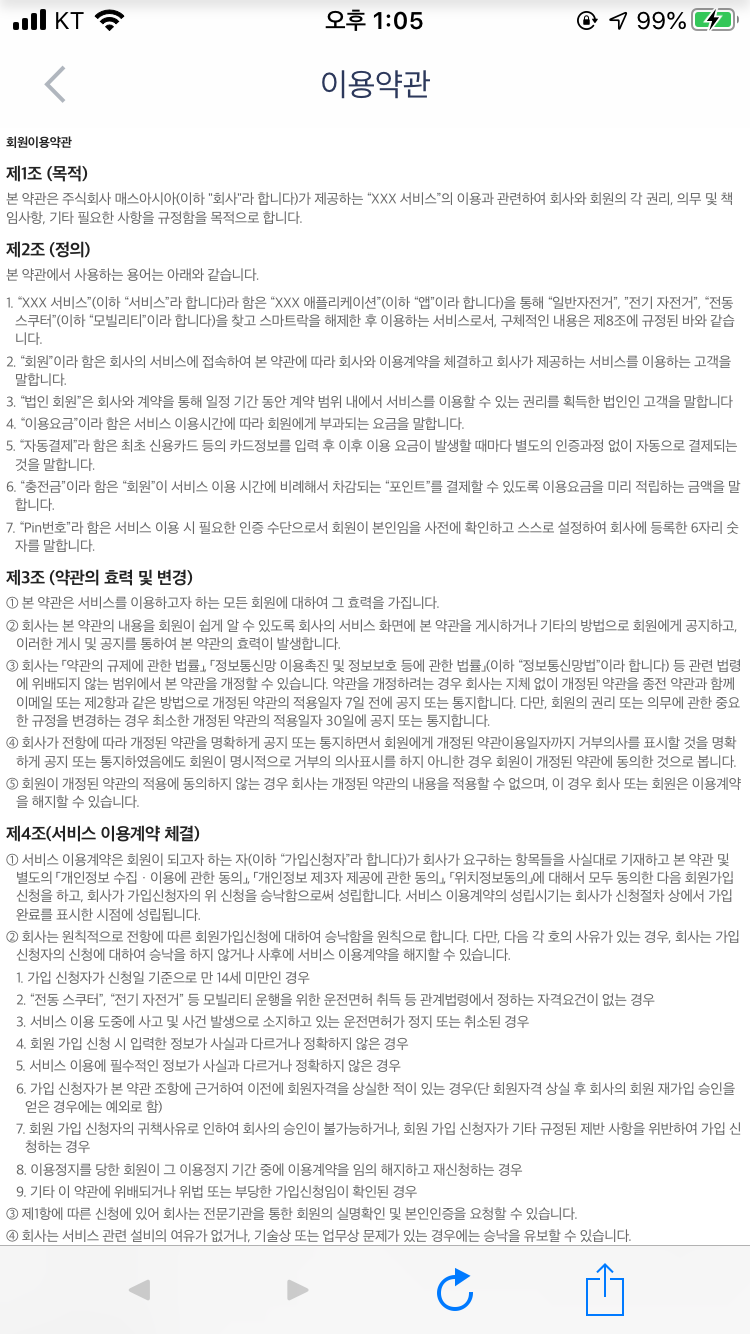 KT
오후 1:05
99%
이용약관
회원이용약관
제1조 (목적)
본 약관은 주식회사 매스아시아(이하 "회사"라 합니다)가 제공하는 “XXX 서비스”의 이용과 관련하여 회사와 회원의 각 권리, 의무 및 책
임사항, 기타 필요한 사항을 규정함을 목적으로 합니다.
제2조 (정의)
본 약관에서 사용하는 용어는 아래와 같습니다.
1. “XXX 서비스”(이하 “서비스”라 합니다)라 함은 “XXX 애플리케이션”(이하 “앱”이라 합니다)을 통해 “일반자전거”, ”전기 자전거”, “전동
스쿠터”(이하 “모빌리티”이라 합니다)을 찾고 스마트락을 해제한 후 이용하는 서비스로서, 구체적인 내용은 제8조에 규정된 바와 같습
니다.
2. “회원”이라 함은 회사의 서비스에 접속하여 본 약관에 따라 회사와 이용계약을 체결하고 회사가 제공하는 서비스를 이용하는 고객을
말합니다.
3. “법인 회원”은 회사와 계약을 통해 일정 기간 동안 계약 범위 내에서 서비스를 이용할 수 있는 권리를 획득한 법인인 고객을 말합니다
4. “이용요금”이라 함은 서비스 이용시간에 따라 회원에게 부과되는 요금을 말합니다.
5. “자동결제”라 함은 최초 신용카드 등의 카드정보를 입력 후 이후 이용 요금이 발생할 때마다 별도의 인증과정 없이 자동으로 결제되는
것을 말합니다.
6. “충전금”이라 함은 “회원”이 서비스 이용 시간에 비례해서 차감되는 “포인트”를 결제할 수 있도록 이용요금을 미리 적립하는 금액을 말
합니다.
7. “Pin번호”라 함은 서비스 이용 시 필요한 인증 수단으로서 회원이 본인임을 사전에 확인하고 스스로 설정하여 회사에 등록한 6자리 숫
자를 말합니다.
제3조 (약관의 효력 및 변경)
① 본 약관은 서비스를 이용하고자 하는 모든 회원에 대하여 그 효력을 가집니다.
② 회사는 본 약관의 내용을 회원이 쉽게 알 수 있도록 회사의 서비스 화면에 본 약관을 게시하거나 기타의 방법으로 회원에게 공지하고,
이러한 게시 및 공지를 통하여 본 약관의 효력이 발생합니다.
③ 회사는 「약관의 규제에 관한 법률」, 「정보통신망 이용촉진 및 정보보호 등에 관한 법률」(이하 “정보통신망법”이라 합니다) 등 관련 법령
에 위배되지 않는 범위에서 본 약관을 개정할 수 있습니다. 약관을 개정하려는 경우 회사는 지체 없이 개정된 약관을 종전 약관과 함께
이메일 또는 제2항과 같은 방법으로 개정된 약관의 적용일자 7일 전에 공지 또는 통지합니다. 다만, 회원의 권리 또는 의무에 관한 중요
한 규정을 변경하는 경우 최소한 개정된 약관의 적용일자 30일에 공지 또는 통지합니다.
④ 회사가 전항에 따라 개정된 약관을 명확하게 공지 또는 통지하면서 회원에게 개정된 약관이용일자까지 거부의사를 표시할 것을 명확
하게 공지 또는 통지하였음에도 회원이 명시적으로 거부의 의사표시를 하지 아니한 경우 회원이 개정된 약관에 동의한 것으로 봅니다.
⑤ 회원이 개정된 약관의 적용에 동의하지 않는 경우 회사는 개정된 약관의 내용을 적용할 수 없으며, 이 경우 회사 또는 회원은 이용계약
을 해지할 수 있습니다.
제4조(서비스 이용계약 체결)
① 서비스 이용계약은 회원이 되고자 하는 자(이하 “가입신청자”라 합니다)가 회사가 요구하는 항목들을 사실대로 기재하고 본 약관 및
별도의 「개인정보 수집 · 이용에 관한 동의」, 「개인정보 제3자 제공에 관한 동의」, 「위치정보동의」에 대해서 모두 동의한 다음 회원가입
신청을 하고, 회사가 가입신청자의 위 신청을 승낙함으로써 성립합니다. 서비스 이용계약의 성립시기는 회사가 신청절차 상에서 가입
완료를 표시한 시점에 성립됩니다.
② 회사는 원칙적으로 전항에 따른 회원가입신청에 대하여 승낙함을 원칙으로 합니다. 다만, 다음 각 호의 사유가 있는 경우, 회사는 가입
신청자의 신청에 대하여 승낙을 하지 않거나 사후에 서비스 이용계약을 해지할 수 있습니다.
1. 가입 신청자가 신청일 기준으로 만 14세 미만인 경우
2. “전동 스쿠터”, “전기 자전거” 등 모빌리티 운행을 위한 운전면허 취득 등 관계법령에서 정하는 자격요건이 없는 경우
3. 서비스 이용 도중에 사고 및 사건 발생으로 소지하고 있는 운전면허가 정지 또는 취소된 경우
4. 회원 가입 신청 시 입력한 정보가 사실과 다르거나 정확하지 않은 경우
5. 서비스 이용에 필수적인 정보가 사실과 다르거나 정확하지 않은 경우
6. 가입 신청자가 본 약관 조항에 근거하여 이전에 회원자격을 상실한 적이 있는 경우(단 회원자격 상실 후 회사의 회원 재가입 승인을
얻은 경우에는 예외로 함)
7. 회원 가입 신청자의 귀책사유로 인하여 회사의 승인이 불가능하거나, 회원 가입 신청자가 기타 규정된 제반 사항을 위반하여 가입 신
청하는 경우
8. 이용정지를 당한 회원이 그 이용정지 기간 중에 이용계약을 임의 해지하고 재신청하는 경우
9. 기타 이 약관에 위배되거나 위법 또는 부당한 가입신청임이 확인된 경우
③ 제1항에 따른 신청에 있어 회사는 전문기관을 통한 회원의 실명확인 및 본인인증을 요청할 수 있습니다.
④ 회사는 서비스 관련 설비의 여유가 없거나, 기술상 또는 업무상 문제가 있는 경우에는 승낙을 유보할 수 있습니다.